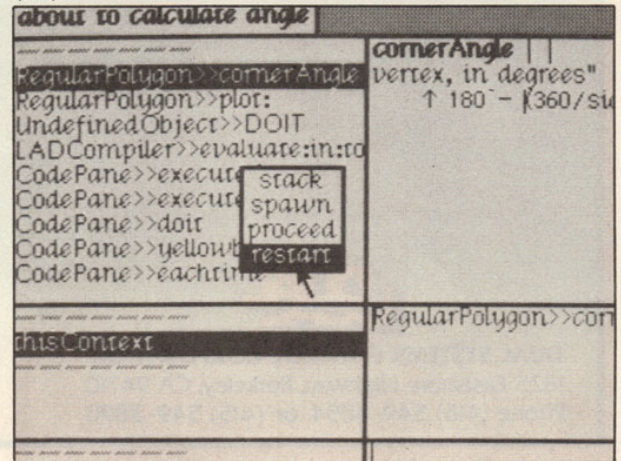 about to calculate angle
RegularPolygon>>cornerAngle
RegularPolygon>>plot:
UndefinedObject>>DOIT
LADCompiler>>evaluate:in:to
CodePane>>execute
CodePane>>execute
CodePane>>doit
CodePane>>yellowb
CodePane>>eachtime
stack
spawn
proceed
restart
cornerAngle | |
vertex, in degrees"
↑ 180 - (360/si
thisContext
RegularPolygon>>corn